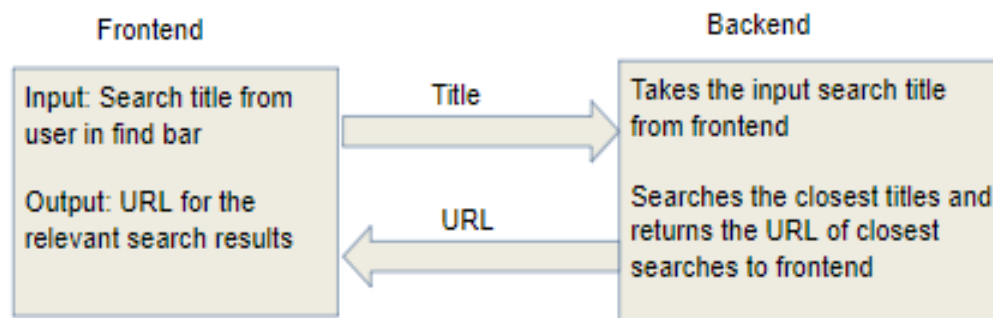 Frontend
Input: Search title from
user in find bar
Output: URL for the
relevant search results
Title
URL
Backend
Takes the input search title
from frontend
Searches the closest titles and
returns the URL of closest
searches to frontend